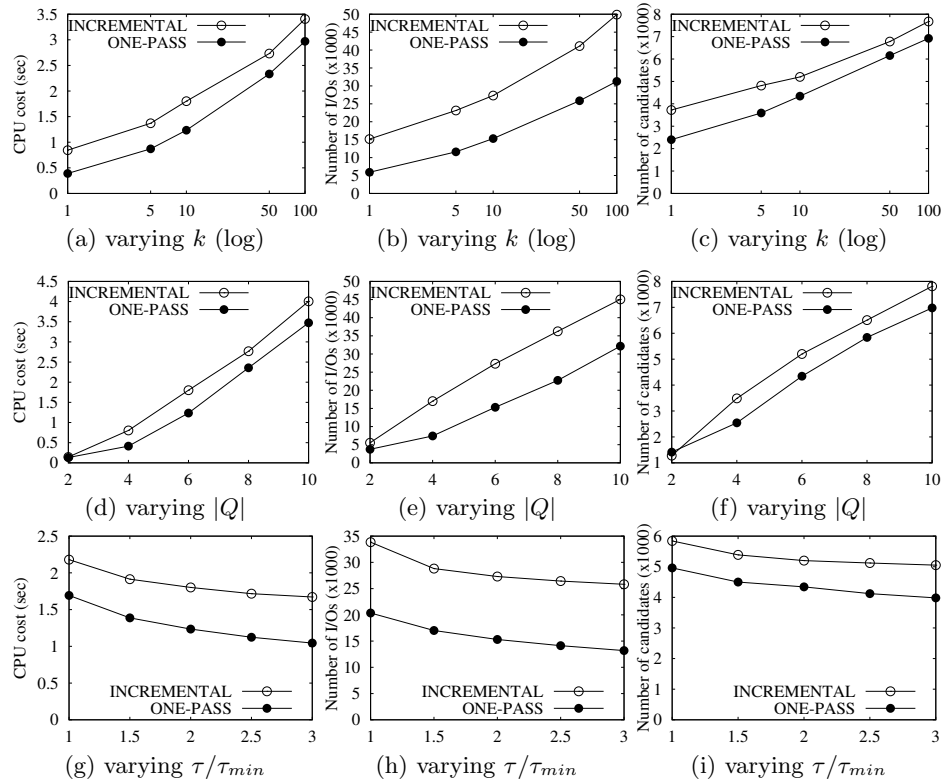 INCREMENTAL
ONE-PASS
CPU cost (sec)
3.5
3
2.5
2
1.5
1
0.5
0
1 5 10 50 100
(a) varying k (log)
INCREMENTAL
ONE-PASS
Number of I/Os (x1000)
50
45
40
35
30
25
20
15
10
5
0
1 5 10 50 100
(b) varying k (log)
INCREMENTAL
ONE-PASS
Number of candidates (x1000)
8
7
6
5
4
3
2
1
0
1 5 10 50 100
(c) varying k (log)
INCREMENTAL
ONE-PASS
CPU cost (sec)
4.5
4
3.5
3
2.5
2
1.5
1
0.5
0
2 4 6 8 10
(d) varying |Q|
INCREMENTAL
ONE-PASS
Number of I/Os (x1000)
50
45
40
35
30
25
20
15
10
5
0
2 4 6 8 10
(e) varying |Q|
INCREMENTAL
ONE-PASS
Number of candidates (x1000)
8
7
6
5
4
3
2
1
2 4 6 8 10
(f) varying |Q|
CPU cost (sec)
2.5
2
1.5
1
0.5
0
INCREMENTAL
ONE-PASS
1 1.5 2 2.5 3
(g) varying τ/τmin
Number of I/Os (x1000)
35
30
25
20
15
10
5
0
INCREMENTAL
ONE-PASS
1 1.5 2 2.5 3
(h) varying τ/τmin
Number of candidates (x1000)
6
5
4
3
2
1
0
INCREMENTAL
ONE-PASS
1 1.5 2 2.5 3
(i) varying τ/τmin